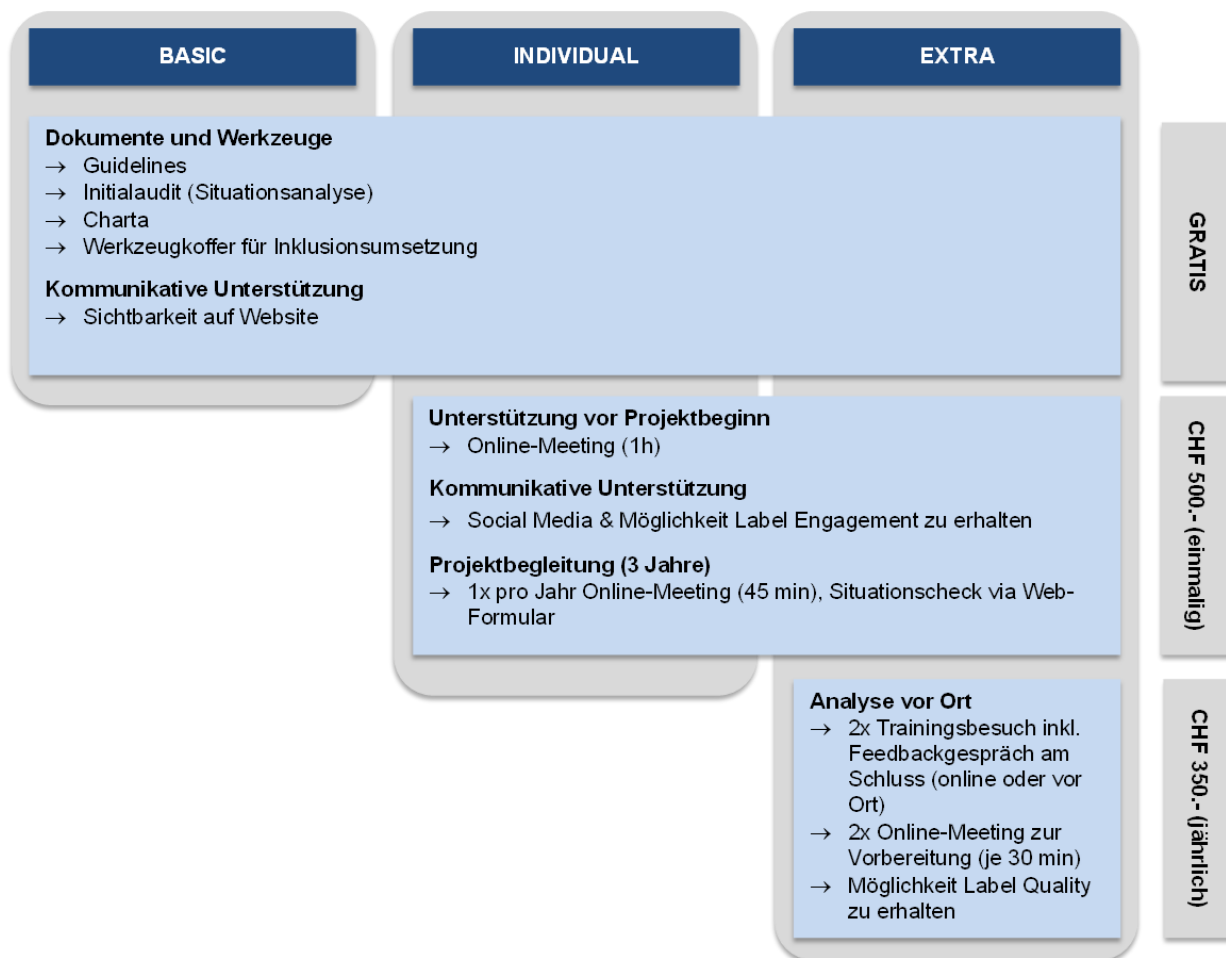 BASIC
INDIVIDUAL
EXTRA
Dokumente und Werkzeuge
→ Guidelines
→ Initialaudit (Situationsanalyse)
→ Charta
→ Werkzeugkoffer für Inklusionsumsetzung
Kommunikative Unterstützung
→ Sichtbarkeit auf Website
GRATIS
Unterstützung vor Projektbeginn
→ Online-Meeting (1h)
Kommunikative Unterstützung
→ Social Media & Möglichkeit Label Engagement zu erhalten
Projektbegleitung (3 Jahre)
→ 1x pro Jahr Online-Meeting (45 min), Situationscheck via Web-
Formular
CHF 500.- (einmalig)
Analyse vor Ort
→ 2x Trainingsbesuch inkl.
Feedbackgespräch am
Schluss (online oder vor
Ort)
→ 2x Online-Meeting zur
Vorbereitung (je 30 min)
→ Möglichkeit Label Quality
zu erhalten
CHF 350.- (jährlich)